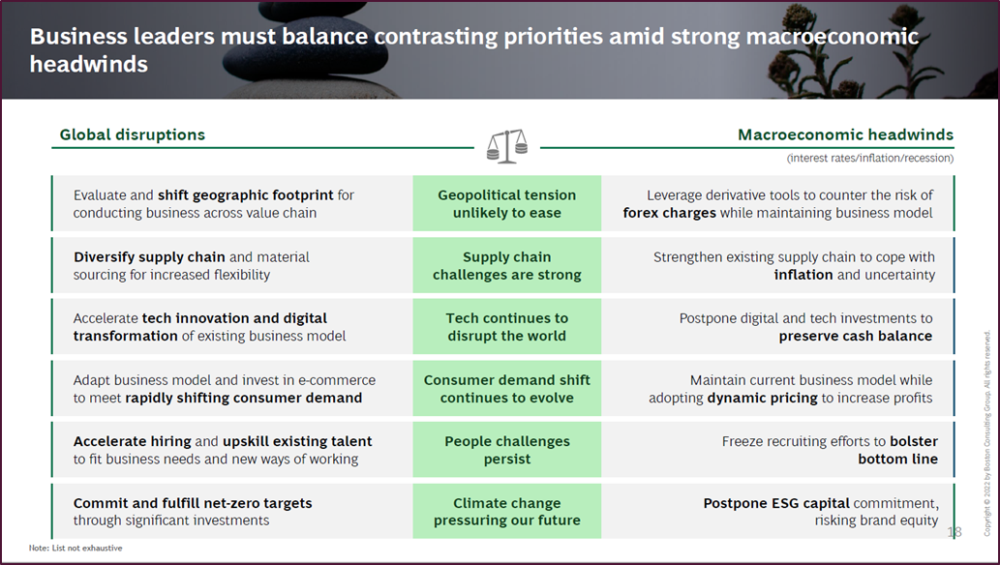 Business leaders must balance contrasting priorities amid strong macroeconomic
headwinds
Global disruptions
Macroeconomic headwinds
(interest rates/inflation/recession)
Evaluate and shift geographic footprint for
conducting business across value chain
Geopolitical tension
unlikely to ease
Leverage derivative tools to counter the risk of
forex charges while maintaining business model
Diversify supply chain and material
sourcing for increased flexibility
Supply chain
challenges are strong
Strengthen existing supply chain to cope with
inflation and uncertainty
Accelerate tech innovation and digital
transformation of existing business model
Tech continues to
disrupt the world
Postpone digital and tech investments to
preserve cash balance
Adapt business model and invest in e-commerce
to meet rapidly shifting consumer demand
Consumer demand shift
continues to evolve
Maintain current business model while
adopting dynamic pricing to increase profits
Accelerate hiring and upskill existing talent
to fit business needs and new ways of working
People challenges
persist
Freeze recruiting efforts to bolster
bottom line
Commit and fulfill net-zero targets
through significant investments
Climate change
pressuring our future
Postpone ESG capital commitment,
risking brand equity
18
Note: List not exhaustive
Copyright © 2022 by Boston Consulting Group. All rights reserved.